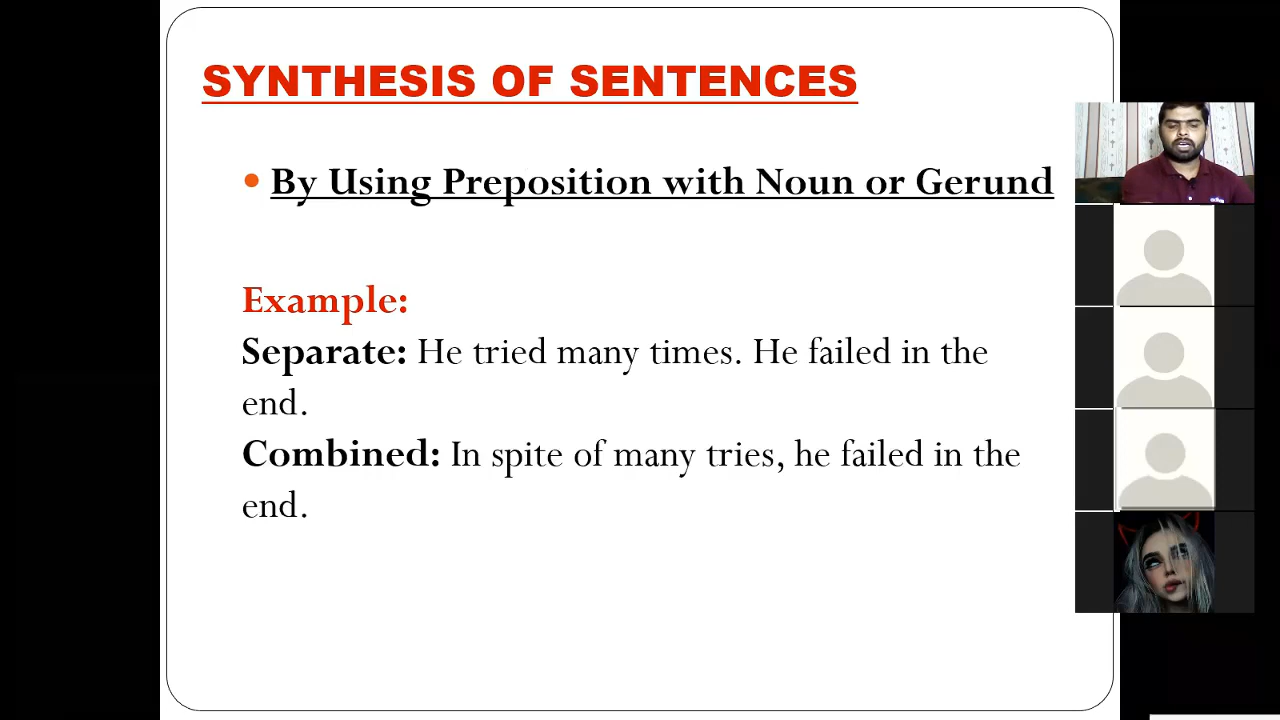 SYNTHESIS OF SENTENCES
• By Using Preposition with Noun or Gerund
Example:
Separate: He tried many times. He failed in the
end.
Combined: In spite of many tries, he failed in the
end.